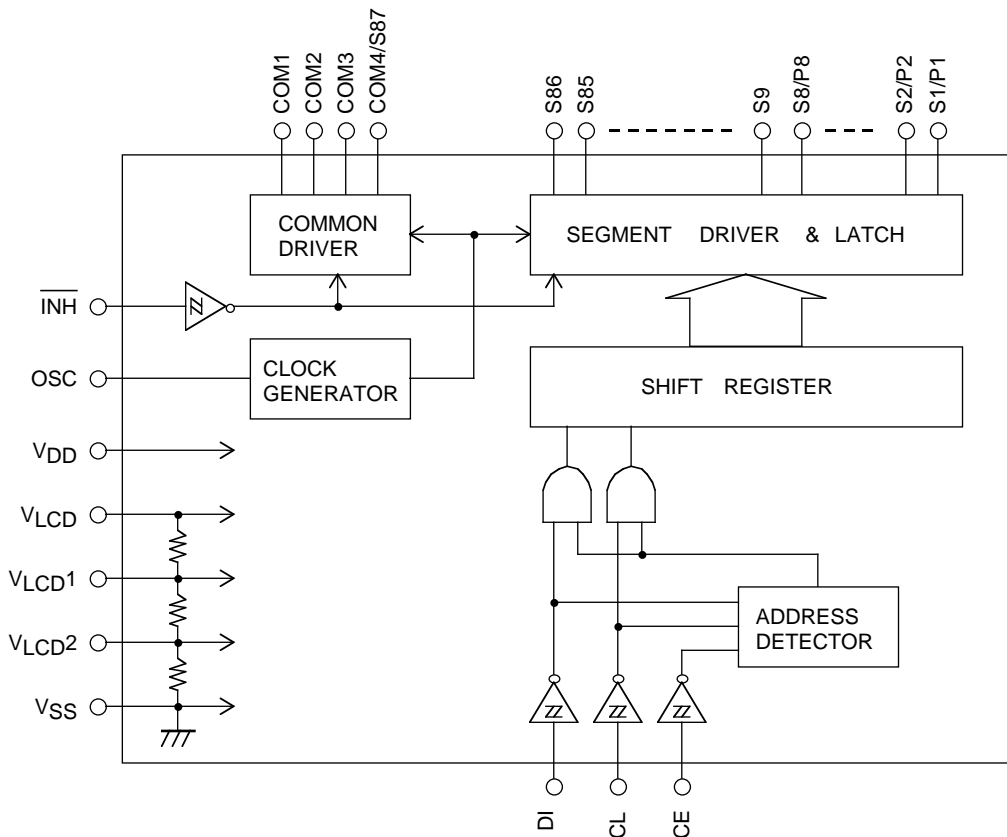 COM1
COM2
COM3
COM4/S87
S86
S85
S9
S8/P8
S2/P2
S1/P1
COMMON
DRIVER
SEGMENT DRIVER & LATCH
INH
OSC
CLOCK
GENERATOR
SHIFT REGISTER
VDD
VLCD
VLCD1
VLCD2
VSS
ADDRESS
DETECTOR
DI
CL
CE